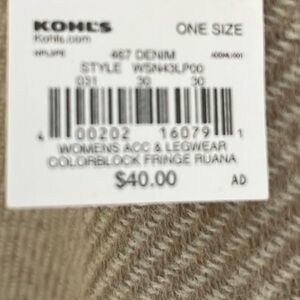 KOHL'S ONE SIZE
Kohls.com
467 DENIM
STYLE WSN43LP00
031 30 30
4 00202 16079 1
WOMENS ACC & LEGWEAR
COLORBLOCK FRINGE RUANA
$40.00 AD